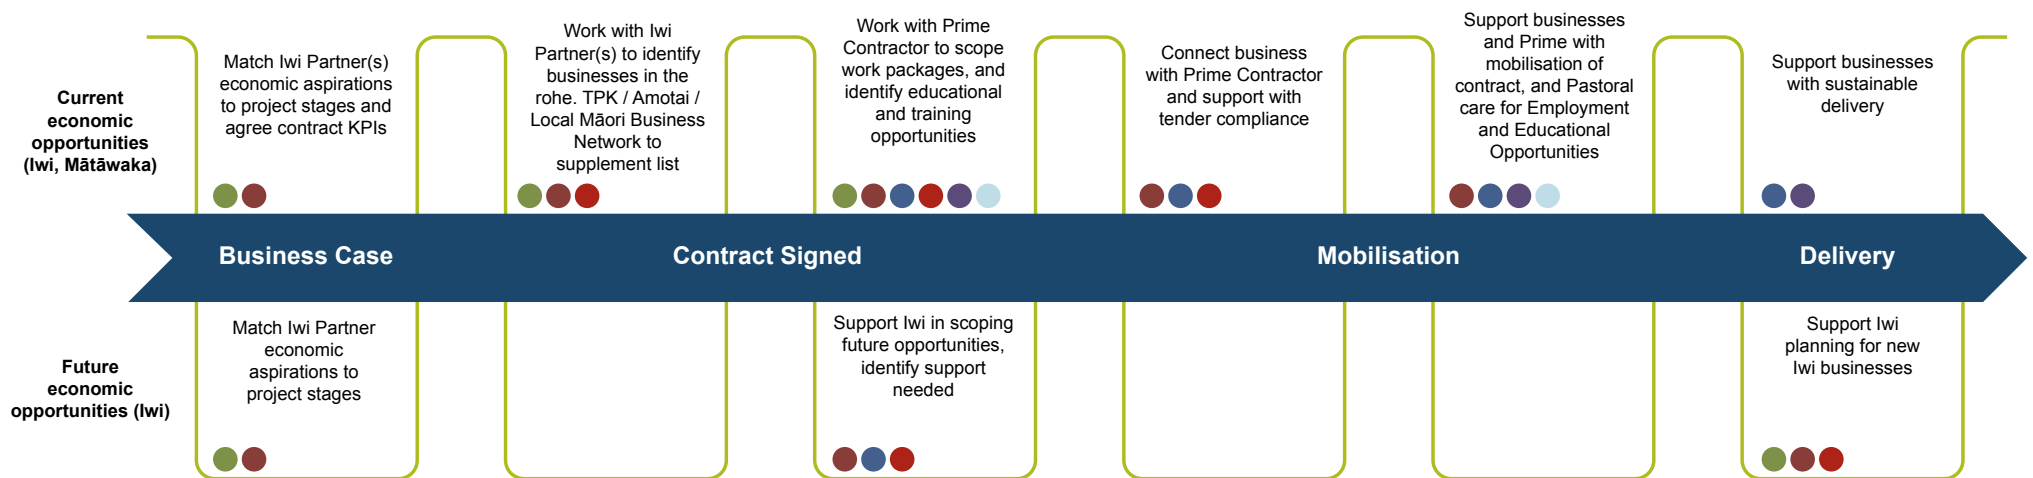 Current
economic
opportunities
(Iwi, Mātāwaka)
Match Iwi Partner(s)
economic aspirations
to project stages and
agree contract KPIs
Work with Iwi
Partner(s) to identify
businesses in the
rohe. TPK / Amotai /
Local Māori Business
Network to
supplement list
Work with Prime
Contractor to scope
work packages, and
identify educational
and training
opportunities
Connect business
with Prime Contractor
and support with
tender compliance
Support businesses
and Prime with
mobilisation of
contract, and Pastoral
care for Employment
and Educational
Opportunities
Support businesses
with sustainable
delivery
Business Case
Contract Signed
Mobilisation
Delivery
Future
economic
opportunities (Iwi)
Match Iwi Partner
economic
aspirations to
project stages
Support Iwi in scoping
future opportunities,
identify support
needed
Support Iwi
planning for new
Iwi businesses